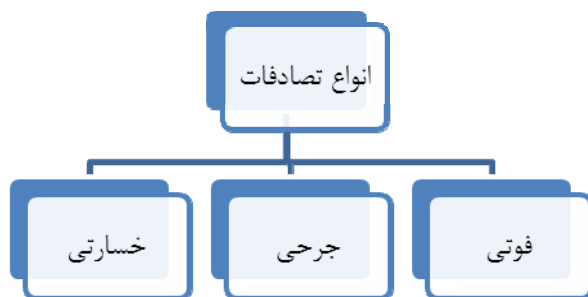 انواع تصادفات
فوتی
جرحی
خسارتی